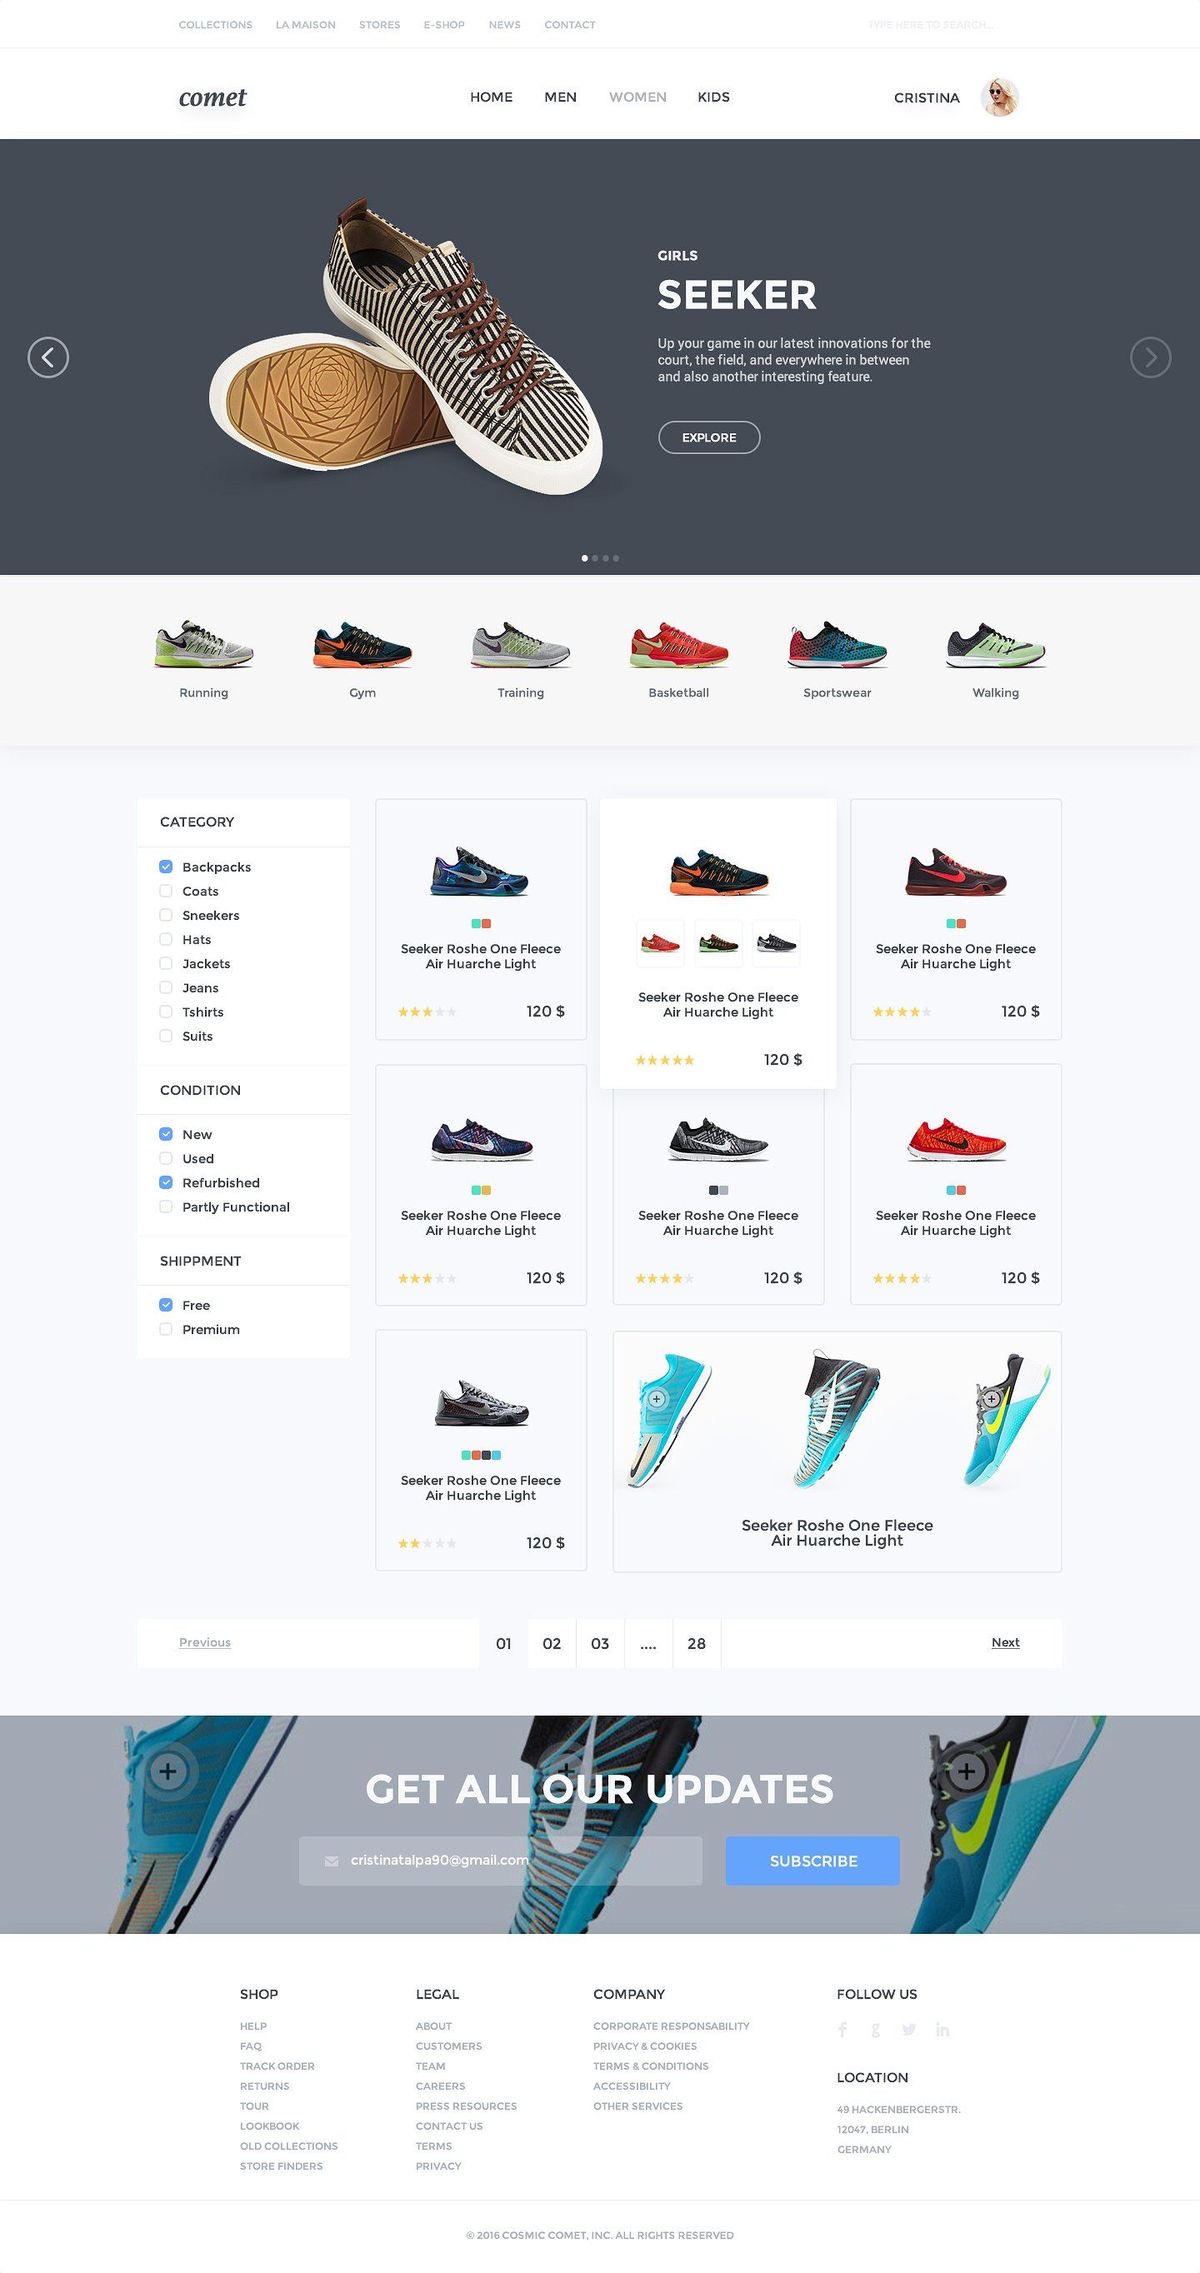 COLLECTIONS LA MAISON STORES E-SHOP NEWS CONTACT TYPE HERE TO SEARCH...
comet HOME MEN WOMEN KIDS CRISTINA
GIRLS
SEEKER
Up your game in our latest innovations for the
court, the field, and everywhere in between
and also another interesting feature.
EXPLORE
Running Gym Training Basketball Sportswear Walking
CATEGORY
Backpacks
Coats
Sneekers
Hats
Jackets
Jeans
Tshirts
Suits
CONDITION
New
Used
Refurbished
Partly Functional
SHIPPMENT
Free
Premium
Seeker Roshe One Fleece
Air Huarche Light
120 $
Seeker Roshe One Fleece
Air Huarche Light
120 $
Seeker Roshe One Fleece
Air Huarche Light
120 $
Seeker Roshe One Fleece
Air Huarche Light
120 $
Seeker Roshe One Fleece
Air Huarche Light
120 $
Seeker Roshe One Fleece
Air Huarche Light
120 $
Seeker Roshe One Fleece
Air Huarche Light
120 $
Seeker Roshe One Fleece
Air Huarche Light
Previous 01 02 03 .... 28 Next
GET ALL OUR UPDATES
cristinatalpa90@gmail.com SUBSCRIBE
SHOP
HELP
FAQ
TRACK ORDER
RETURNS
TOUR
LOOKBOOK
OLD COLLECTIONS
STORE FINDERS
LEGAL
ABOUT
CUSTOMERS
TEAM
CAREERS
PRESS RESOURCES
CONTACT US
TERMS
PRIVACY
COMPANY
CORPORATE RESPONSABILITY
PRIVACY & COOKIES
TERMS & CONDITIONS
ACCESSIBILITY
OTHER SERVICES
FOLLOW US
LOCATION
49 HACKENBERGERSTR.
12047, BERLIN
GERMANY
© 2016 COSMIC COMET, INC. ALL RIGHTS RESERVED